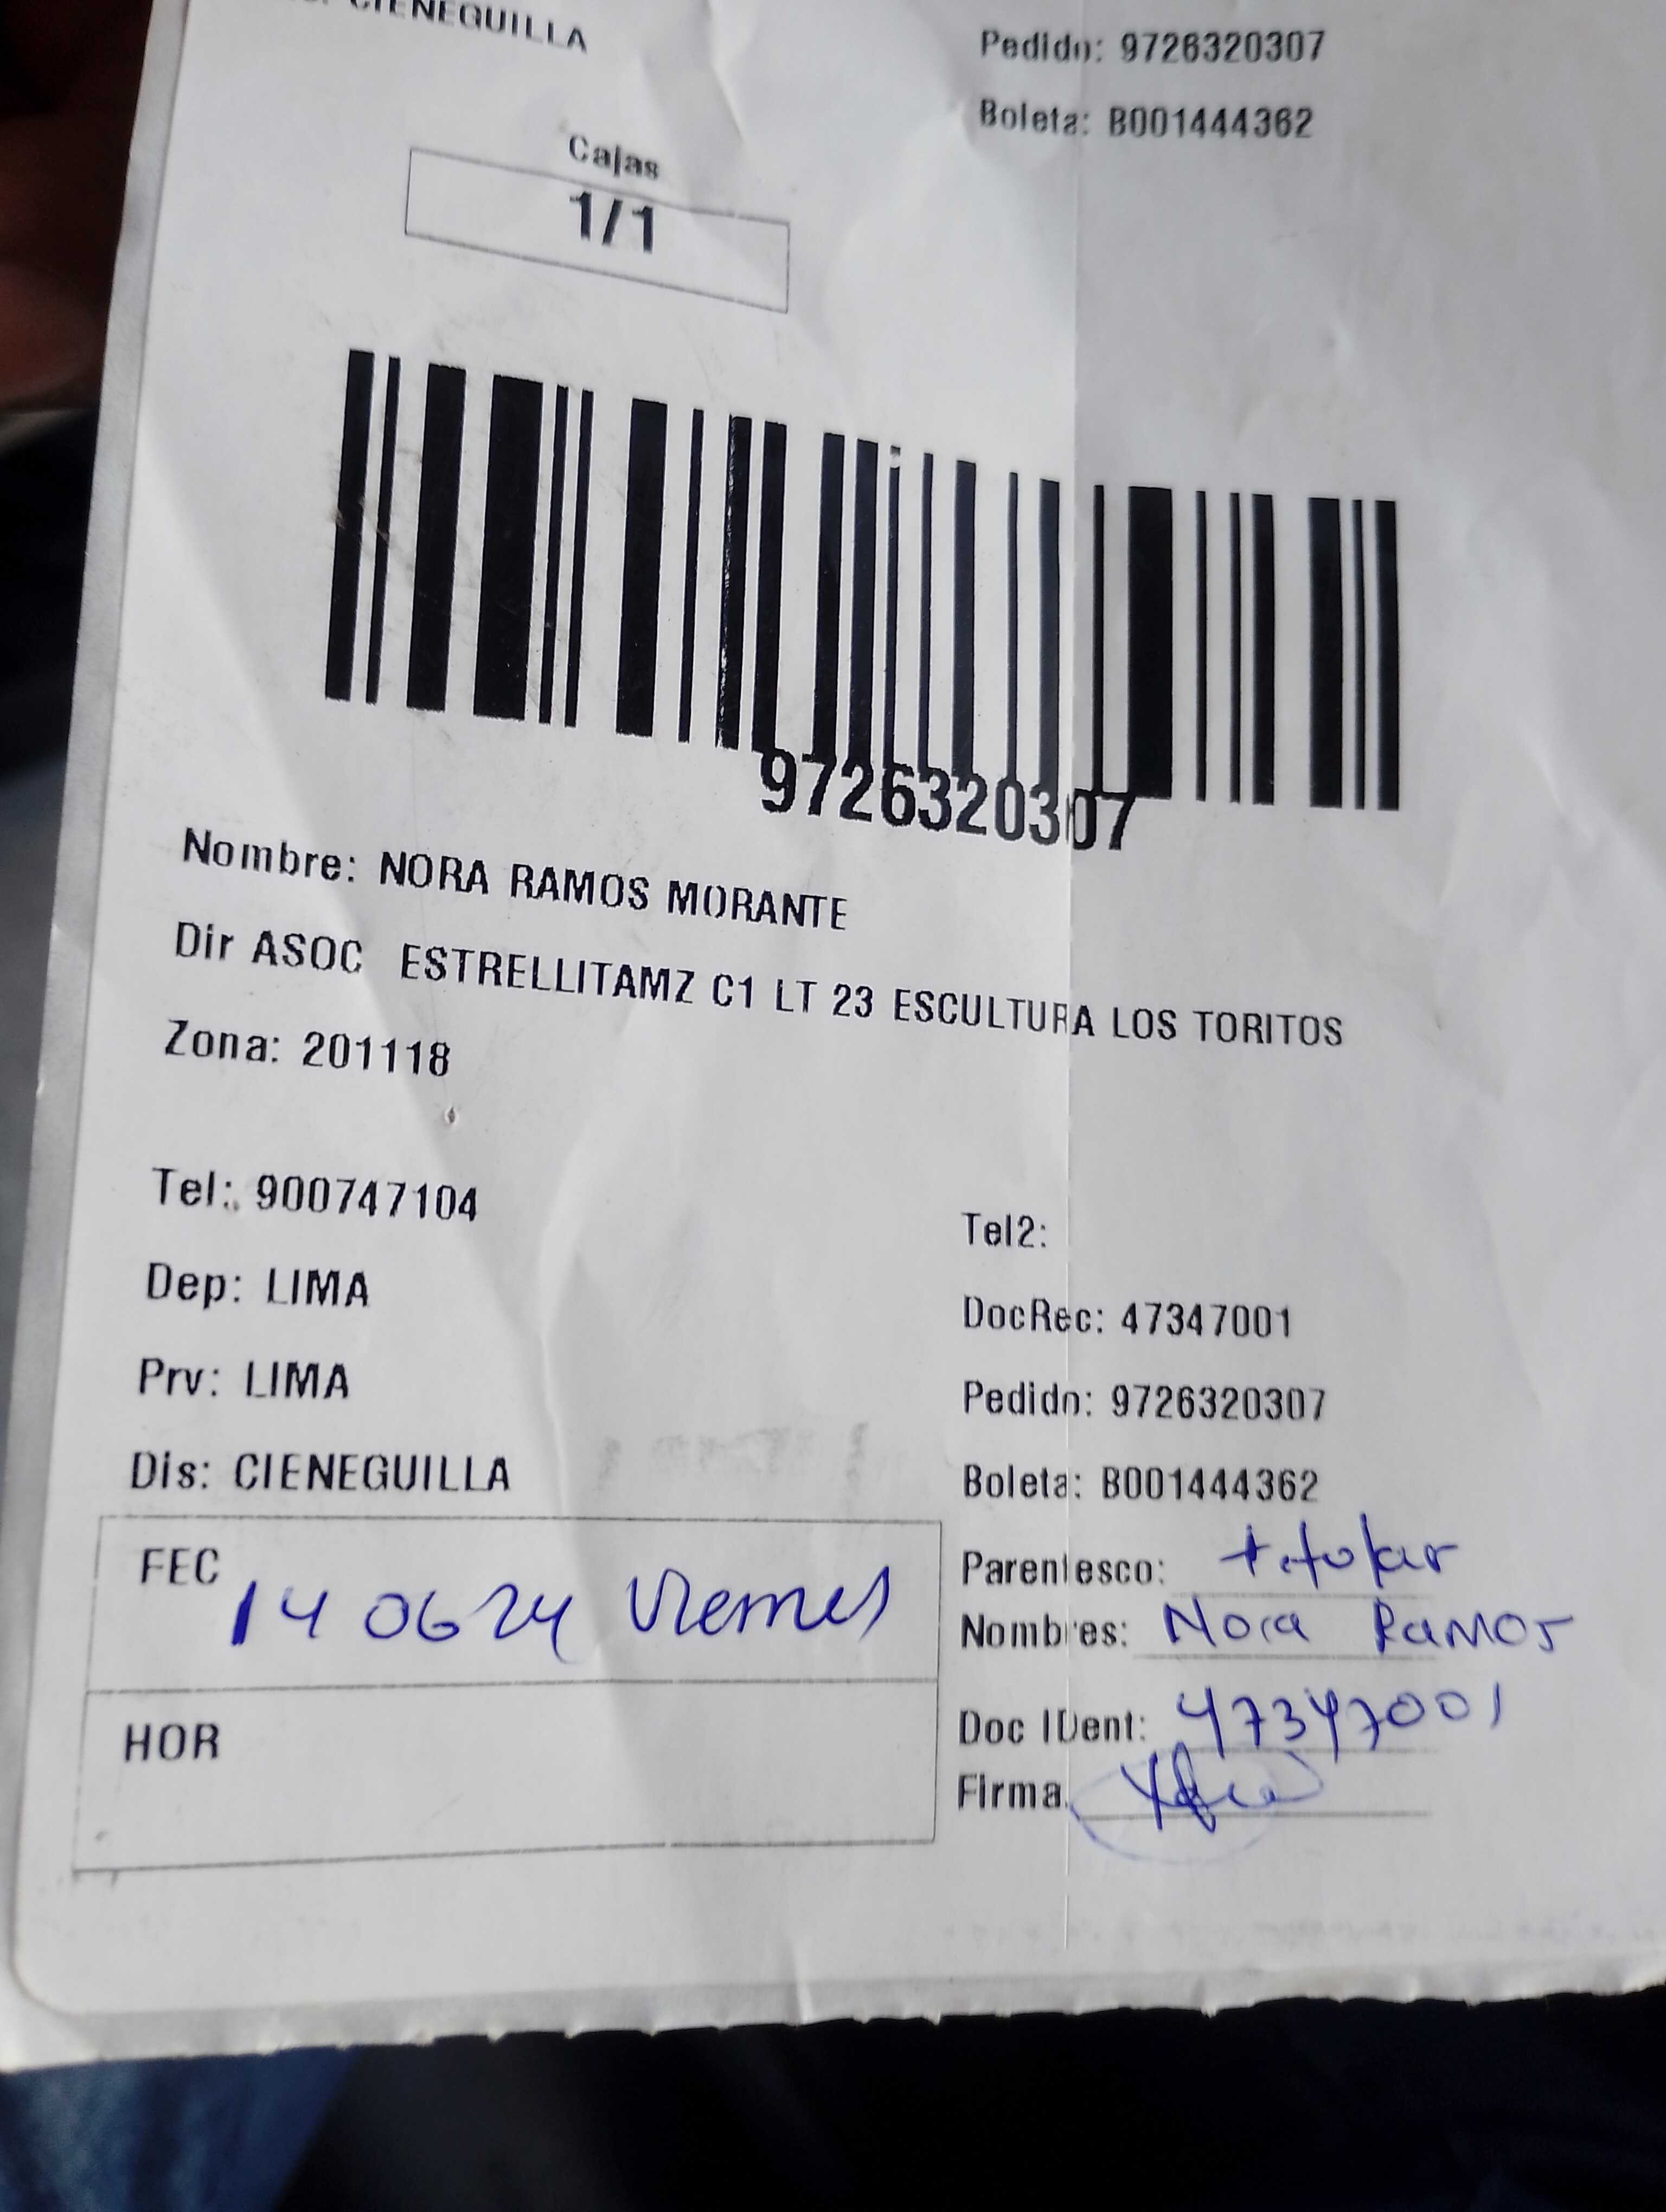 CIENEGUILLA
Pedido: 9726320307
Boleta: B001444362
Cajas
1/1
9726320307
Nombre: NORA RAMOS MORANTE
Dir ASOC ESTRELLITAMZ C1 LT 23 ESCULTURA LOS TORITOS
Zona: 201118
Tel: 900747104
Tel2:
Dep: LIMA
DocRec: 47347001
Prv: LIMA
Pedido: 9726320307
Dis: CIENEGUILLA
Boleta: B001444362
FEC 14 06 24 Viernes
Parentesco: titular
Nombres: Nora Ramos
HOR
Doc IDent: 47347001
Firma